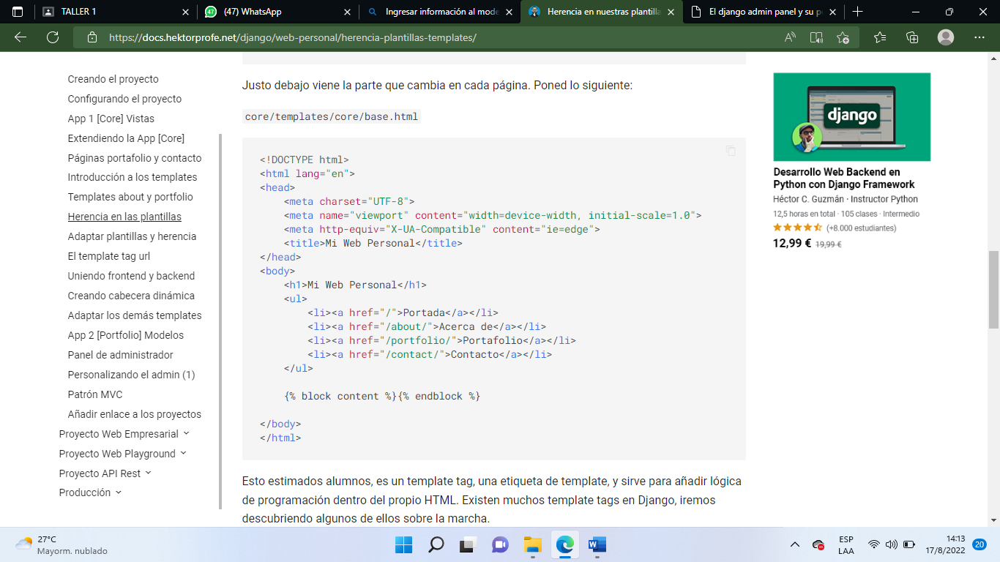 TALLER 1
(47) WhatsApp
Ingresar información al mode
Herencia en nuestras plantilla
El django admin panel y su p
https://docs.hektorprofe.net/django/web-personal/herencia-plantillas-templates/
Creando el proyecto
Configurando el proyecto
App 1 [Core] Vistas
Extendiendo la App [Core]
Páginas portafolio y contacto
Introducción a los templates
Templates about y portfolio
Herencia en las plantillas
Adaptar plantillas y herencia
El template tag url
Uniendo frontend y backend
Creando cabecera dinámica
Adaptar los demás templates
App 2 [Portfolio] Modelos
Panel de administrador
Personalizando el admin (1)
Patrón MVC
Añadir enlace a los proyectos
Proyecto Web Empresarial
Proyecto Web Playground
Proyecto API Rest
Producción
Justo debajo viene la parte que cambia en cada página. Poned lo siguiente:
core/templates/core/base.html
<!DOCTYPE html>
<html lang="en">
<head>
    <meta charset="UTF-8">
    <meta name="viewport" content="width=device-width, initial-scale=1.0">
    <meta http-equiv="X-UA-Compatible" content="ie=edge">
    <title>Mi Web Personal</title>
</head>
<body>
    <h1>Mi Web Personal</h1>
    <ul>
        <li><a href="/">Portada</a></li>
        <li><a href="/about/">Acerca de</a></li>
        <li><a href="/portfolio/">Portafolio</a></li>
        <li><a href="/contact/">Contacto</a></li>
    </ul>
    {% block content %}{% endblock %}
</body>
</html>
Esto estimados alumnos, es un template tag, una etiqueta de template, y sirve para añadir lógica
de programación dentro del propio HTML. Existen muchos template tags en Django, iremos
descubriendo algunos de ellos sobre la marcha.
django
Desarrollo Web Backend en
Python con Django Framework
Héctor C. Guzmán · Instructor Python
12,5 horas en total · 105 clases · Intermedio
(+8.000 estudiantes)
12,99 € 19,99 €
27°C
Mayorm. nublado
ESP
LAA
14:13
17/8/2022
20